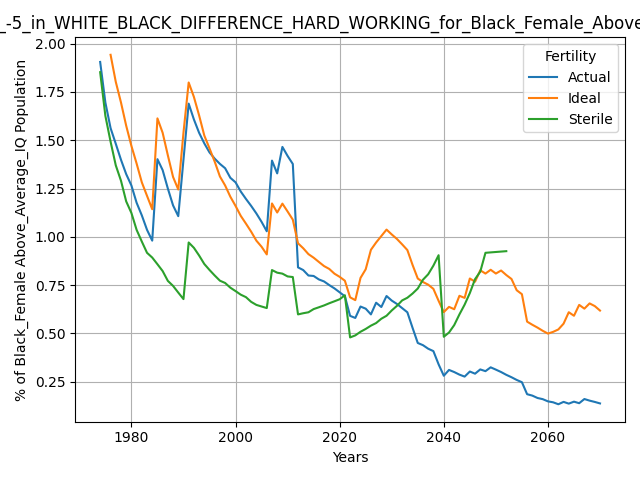 _-5_in_WHITE_BLACK_DIFFERENCE_HARD_WORKING_for_Black_Female_Above
% of Black_Female Above_Average_IQ Population
2.00
1.75
1.50
1.25
1.00
0.75
0.50
0.25
Fertility
Actual
Ideal
Sterile
1980
2000
2020
2040
2060
Years